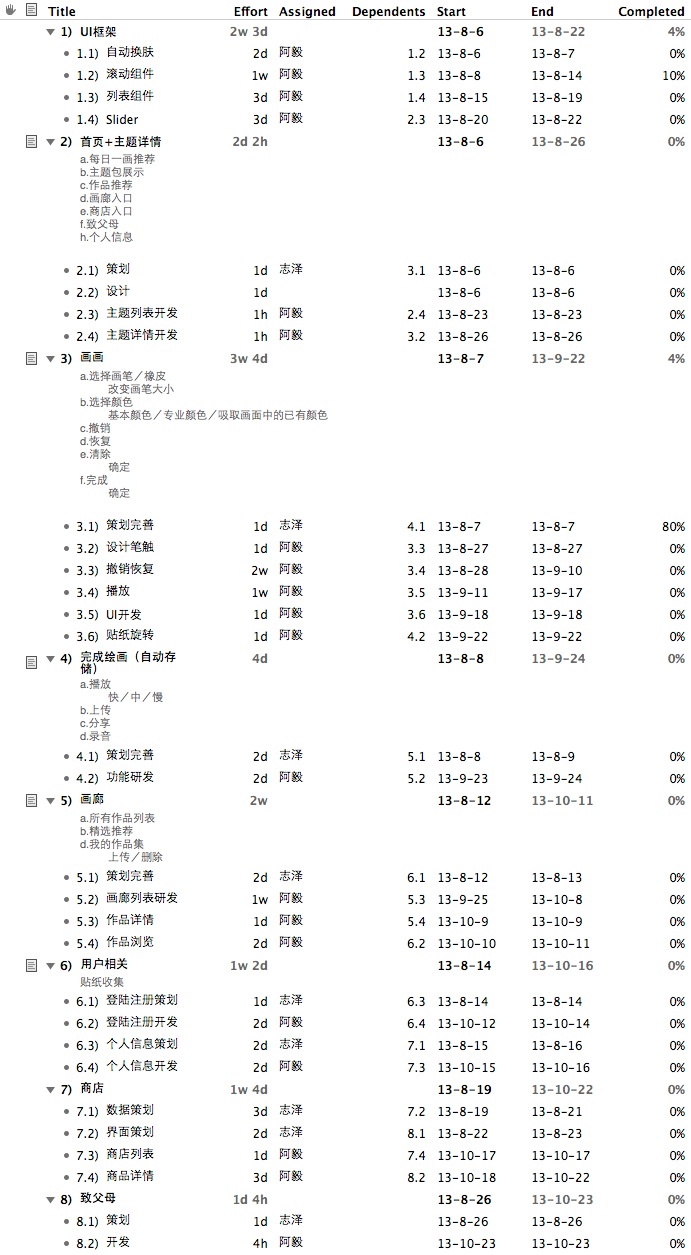 Title Effort Assigned Dependents Start End Completed
1) UI框架 2w 3d 13-8-6 13-8-22 4%
1.1) 自动换肤 2d 阿毅 1.2 13-8-6 13-8-7 0%
1.2) 滚动组件 1w 阿毅 1.3 13-8-8 13-8-14 10%
1.3) 列表组件 3d 阿毅 1.4 13-8-15 13-8-19 0%
1.4) Slider 3d 阿毅 2.3 13-8-20 13-8-22 0%
2) 首页+主题详情 2d 2h 13-8-6 13-8-26 0%
a.每日一画推荐
b.主题包展示
c.作品推荐
d.画廊入口
e.商店入口
f.致父母
h.个人信息
2.1) 策划 1d 志泽 3.1 13-8-6 13-8-6 0%
2.2) 设计 1d 13-8-6 13-8-6 0%
2.3) 主题列表开发 1h 阿毅 2.4 13-8-23 13-8-23 0%
2.4) 主题详情开发 1h 阿毅 3.2 13-8-26 13-8-26 0%
3) 画画 3w 4d 13-8-7 13-9-22 4%
a.选择画笔／橡皮
改变画笔大小
b.选择颜色
基本颜色／专业颜色／吸取画面中的已有颜色
c.撤销
d.恢复
e.清除
确定
f.完成
确定
3.1) 策划完善 1d 志泽 4.1 13-8-7 13-8-7 80%
3.2) 设计笔触 1d 阿毅 3.3 13-8-27 13-8-27 0%
3.3) 撤销恢复 2w 阿毅 3.4 13-8-28 13-9-10 0%
3.4) 播放 1w 阿毅 3.5 13-9-11 13-9-17 0%
3.5) UI开发 1d 阿毅 3.6 13-9-18 13-9-18 0%
3.6) 贴纸旋转 1d 阿毅 4.2 13-9-22 13-9-22 0%
4) 完成绘画（自动存 4d 13-8-8 13-9-24 0%
储）
a.播放
快／中／慢
b.上传
c.分享
d.录音
4.1) 策划完善 2d 志泽 5.1 13-8-8 13-8-9 0%
4.2) 功能研发 2d 阿毅 5.2 13-9-23 13-9-24 0%
5) 画廊 2w 13-8-12 13-10-11 0%
a.所有作品列表
b.精选推荐
d.我的作品集
上传／删除
5.1) 策划完善 2d 志泽 6.1 13-8-12 13-8-13 0%
5.2) 画廊列表研发 1w 阿毅 5.3 13-9-25 13-10-8 0%
5.3) 作品详情 1d 阿毅 5.4 13-10-9 13-10-9 0%
5.4) 作品浏览 2d 阿毅 6.2 13-10-10 13-10-11 0%
6) 用户相关 1w 2d 13-8-14 13-10-16 0%
贴纸收集
6.1) 登陆注册策划 1d 志泽 6.3 13-8-14 13-8-14 0%
6.2) 登陆注册开发 2d 阿毅 6.4 13-10-12 13-10-14 0%
6.3) 个人信息策划 2d 志泽 7.1 13-8-15 13-8-16 0%
6.4) 个人信息开发 2d 阿毅 7.3 13-10-15 13-10-16 0%
7) 商店 1w 4d 13-8-19 13-10-22 0%
7.1) 数据策划 3d 志泽 7.2 13-8-19 13-8-21 0%
7.2) 界面策划 2d 志泽 8.1 13-8-22 13-8-23 0%
7.3) 商店列表 1d 阿毅 7.4 13-10-17 13-10-17 0%
7.4) 商品详情 3d 阿毅 8.2 13-10-18 13-10-22 0%
8) 致父母 1d 4h 13-8-26 13-10-23 0%
8.1) 策划 1d 志泽 13-8-26 13-8-26 0%
8.2) 开发 4h 阿毅 13-10-23 13-10-23 0%